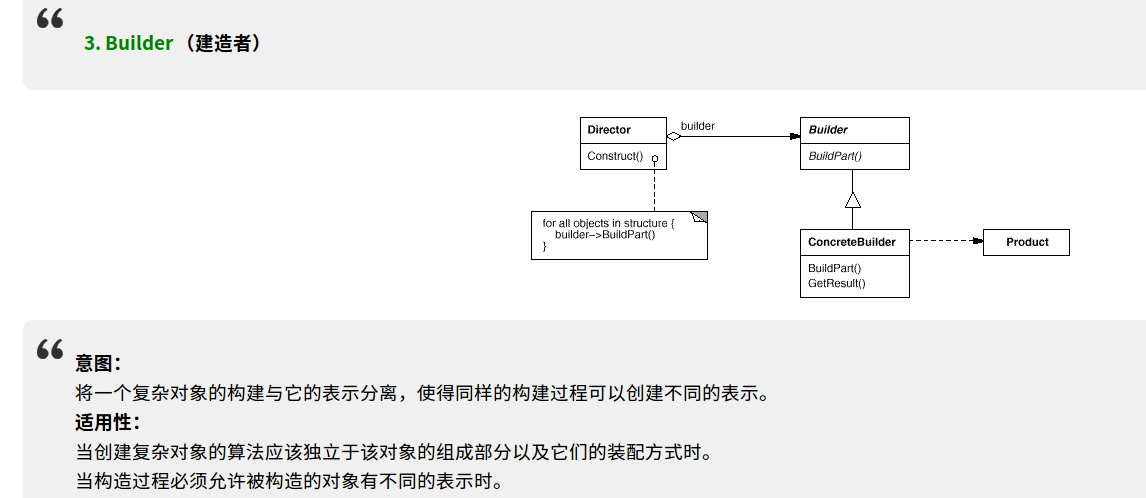 3. Builder（建造者）
Director
Construct()
builder
Builder
BuildPart()
for all objects in structure {
builder->BuildPart()
}
ConcreteBuilder
BuildPart()
GetResult()
Product
意图：
将一个复杂对象的构建与它的表示分离，使得同样的构建过程可以创建不同的表示。
适用性：
当创建复杂对象的算法应该独立于该对象的组成部分以及它们的装配方式时。
当构造过程必须允许被构造的对象有不同的表示时。